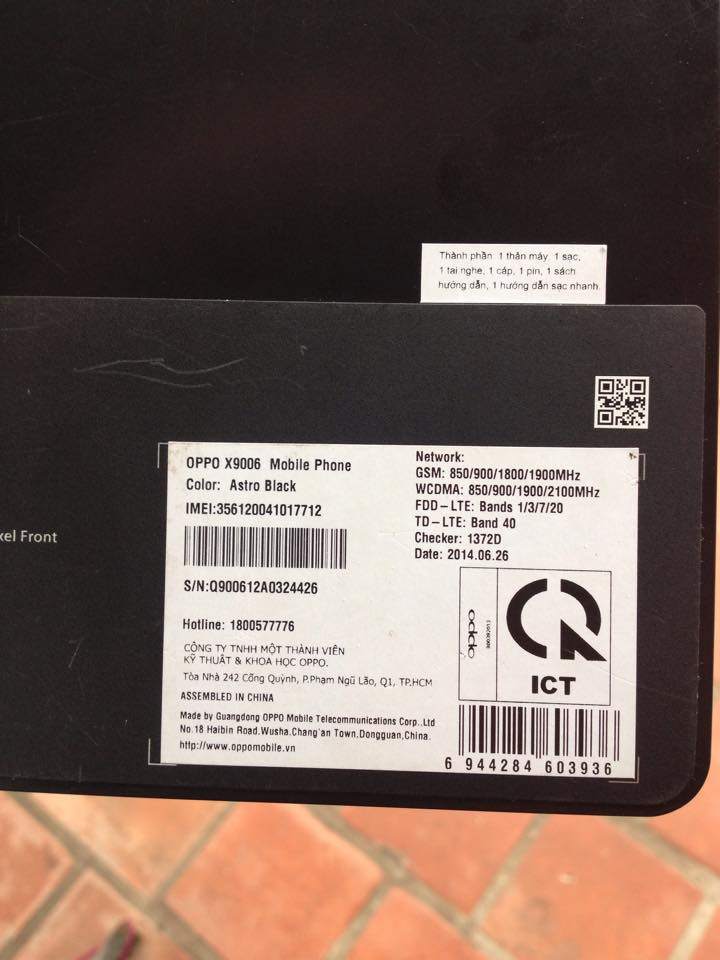 Thành phần: 1 thân máy, 1 sạc,
1 tai nghe, 1 cáp, 1 pin, 1 sách
hướng dẫn, 1 hướng dẫn sạc nhanh.
xel Front
OPPO X9006 Mobile Phone
Color: Astro Black
IMEI:356120041017712
S/N:Q900612A0324426
Hotline: 1800577776
CÔNG TY TNHH MỘT THÀNH VIÊN
KỸ THUẬT & KHOA HỌC OPPO.
Tòa Nhà 242 Cống Quỳnh, P.Phạm Ngũ Lão, Q1, TP.HCM
ASSEMBLED IN CHINA
Made by Guangdong OPPO Mobile Telecommunications Corp.,Ltd
No.18 Haibin Road,Wusha,Chang'an Town,Dongguan,China.
http://www.oppomobile.vn
Network:
GSM: 850/900/1800/1900MHz
WCDMA: 850/900/1900/2100MHz
FDD-LTE: Bands 1/3/7/20
TD-LTE: Band 40
Checker: 1372D
Date: 2014.06.26
oppo
ICT
6 944284 603936